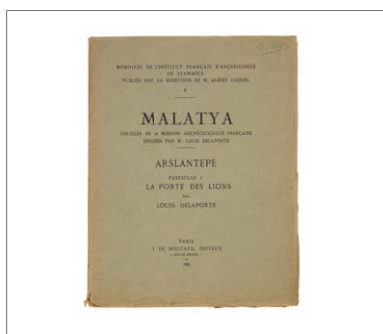 MÉMOIRES DE L'INSTITUT FRANÇAIS D'ARCHÉOLOGIE
DE STAMBOUL
PUBLIÉS SOUS LA DIRECTION DE M. ALBERT GABRIEL
V
MALATYA
FOUILLES DE LA MISSION ARCHÉOLOGIQUE FRANÇAISE
DIRIGÉES PAR M. LOUIS DELAPORTE
ARSLANTEPE
FASCICULE I
LA PORTE DES LIONS
PAR
LOUIS DELAPORTE
PARIS
E. DE BOCCARD, ÉDITEUR